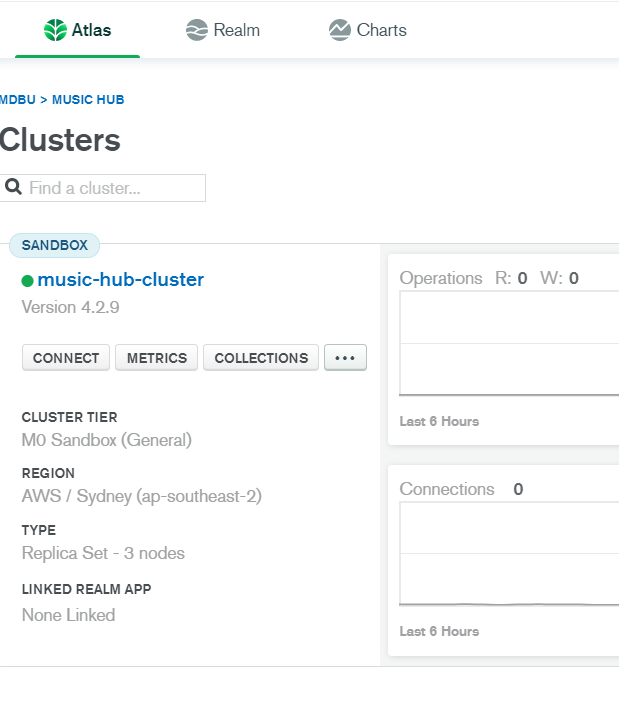 Atlas
Realm
Charts
MDBU > MUSIC HUB
Clusters
Find a cluster...
SANDBOX
music-hub-cluster
Version 4.2.9
CONNECT
METRICS
COLLECTIONS
...
CLUSTER TIER
M0 Sandbox (General)
REGION
AWS / Sydney (ap-southeast-2)
TYPE
Replica Set - 3 nodes
LINKED REALM APP
None Linked
Operations R: 0 W: 0
Last 6 Hours
Connections 0
Last 6 Hours